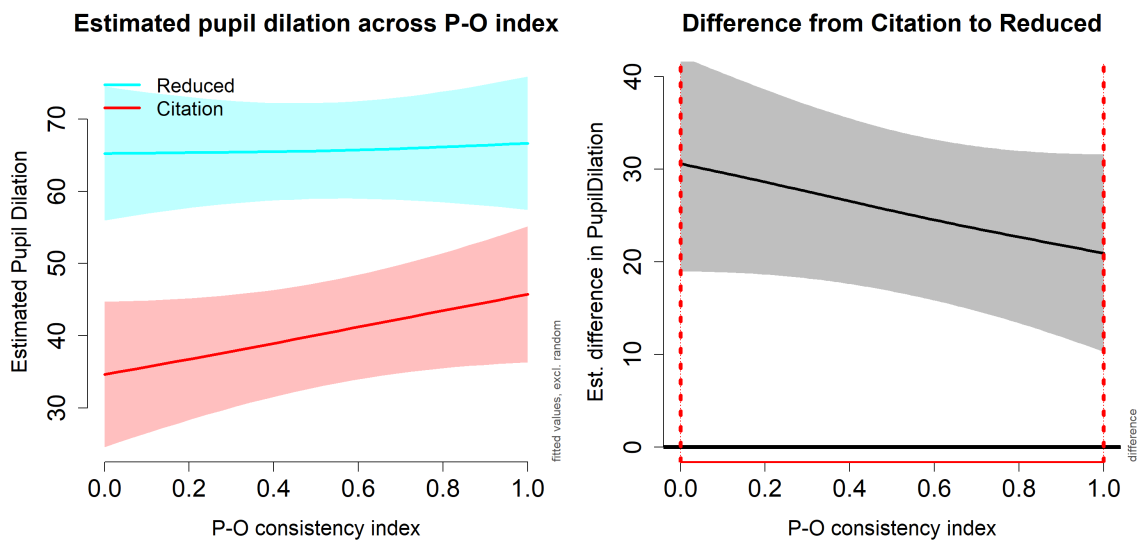 Estimated pupil dilation across P-O index
Reduced
Citation
Estimated Pupil Dilation
70
60
50
40
30
0.0 0.2 0.4 0.6 0.8 1.0
P-O consistency index
fitted values, excl. random
Difference from Citation to Reduced
Est. difference in PupilDilation
40
30
20
10
0
0.0 0.2 0.4 0.6 0.8 1.0
P-O consistency index
difference